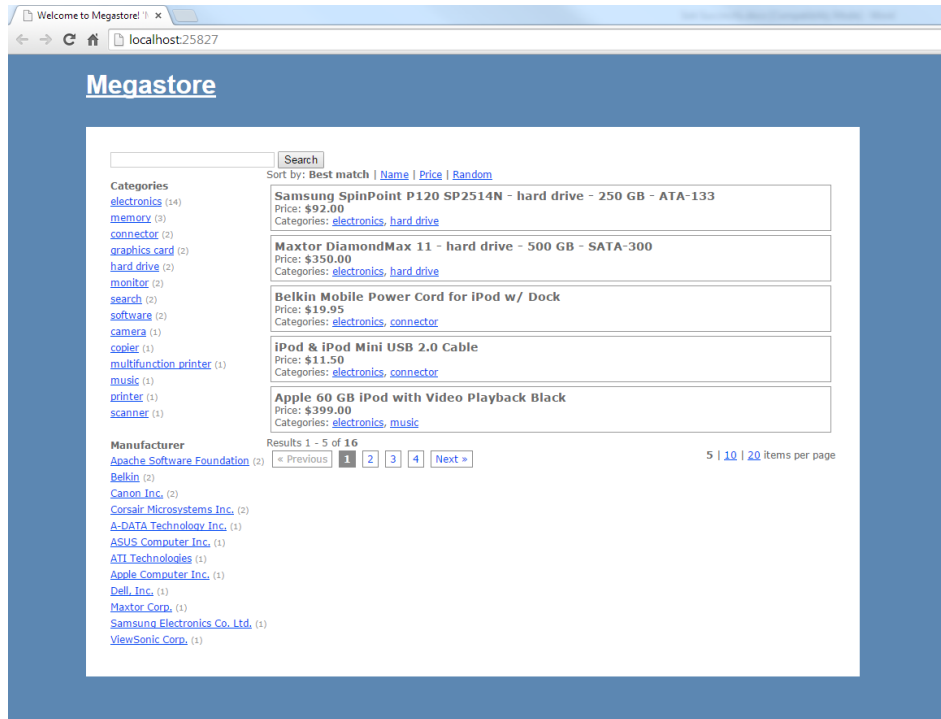 Welcome to Megastore! '
localhost:25827
Megastore
Search
Sort by: Best match | Name | Price | Random
Categories
electronics (14)
memory (3)
connector (2)
graphics card (2)
hard drive (2)
monitor (2)
search (2)
software (2)
camera (1)
copier (1)
multifunction printer (1)
music (1)
printer (1)
scanner (1)
Manufacturer
Apache Software Foundation (2)
Belkin (2)
Canon Inc. (2)
Corsair Microsystems Inc. (2)
A-DATA Technology Inc. (1)
ASUS Computer Inc. (1)
ATI Technologies (1)
Apple Computer Inc. (1)
Dell, Inc. (1)
Maxtor Corp. (1)
Samsung Electronics Co. Ltd. (1)
ViewSonic Corp. (1)
Samsung SpinPoint P120 SP2514N - hard drive - 250 GB - ATA-133
Price: $92.00
Categories: electronics, hard drive
Maxtor DiamondMax 11 - hard drive - 500 GB - SATA-300
Price: $350.00
Categories: electronics, hard drive
Belkin Mobile Power Cord for iPod w/ Dock
Price: $19.95
Categories: electronics, connector
iPod & iPod Mini USB 2.0 Cable
Price: $11.50
Categories: electronics, connector
Apple 60 GB iPod with Video Playback Black
Price: $399.00
Categories: electronics, music
Results 1 - 5 of 16
« Previous 1 2 3 4 Next »
5 | 10 | 20 items per page